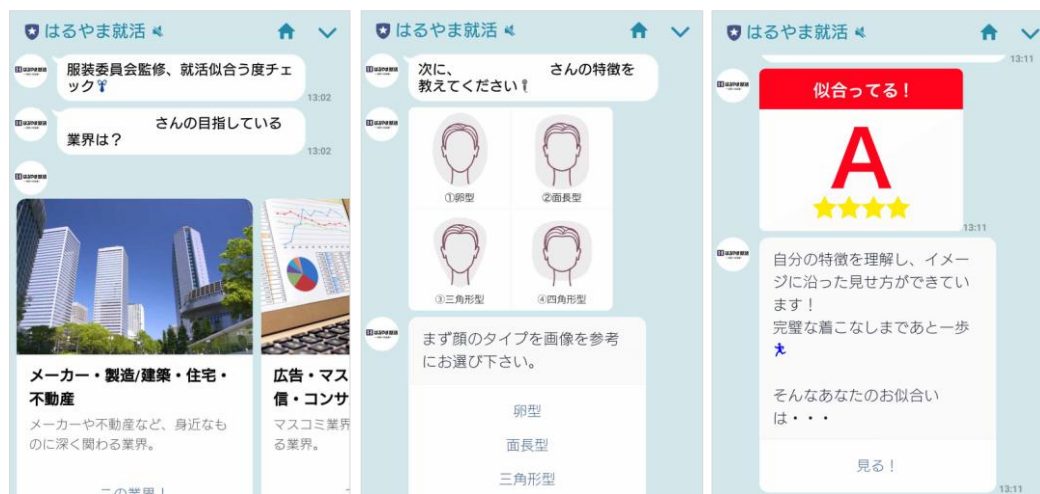 はるやま就活
服装委員会監修、就活似合う度チェ
ック
13:02
さんの目指している
業界は?
13:02
メーカー・製造/建築・住宅・
不動産
メーカーや不動産など、身近なも
のに深く関わる業界。
この業界!
広告・マス
信・コンサ
マスコミ業界
る業界。
はるやま就活
次に、 さんの特徴を
教えてください
①卵型
②面長型
③三角形型
④四角形型
まず顔のタイプを画像を参考
にお選び下さい。
卵型
面長型
三角形型
はるやま就活
13:11
似合ってる!
A
13:11
自分の特徴を理解し、イメー
ジに沿った見せ方ができてい
ます!
完璧な着こなしまであと一歩
そんなあなたのお似合い
は・・・
見る!
13:11